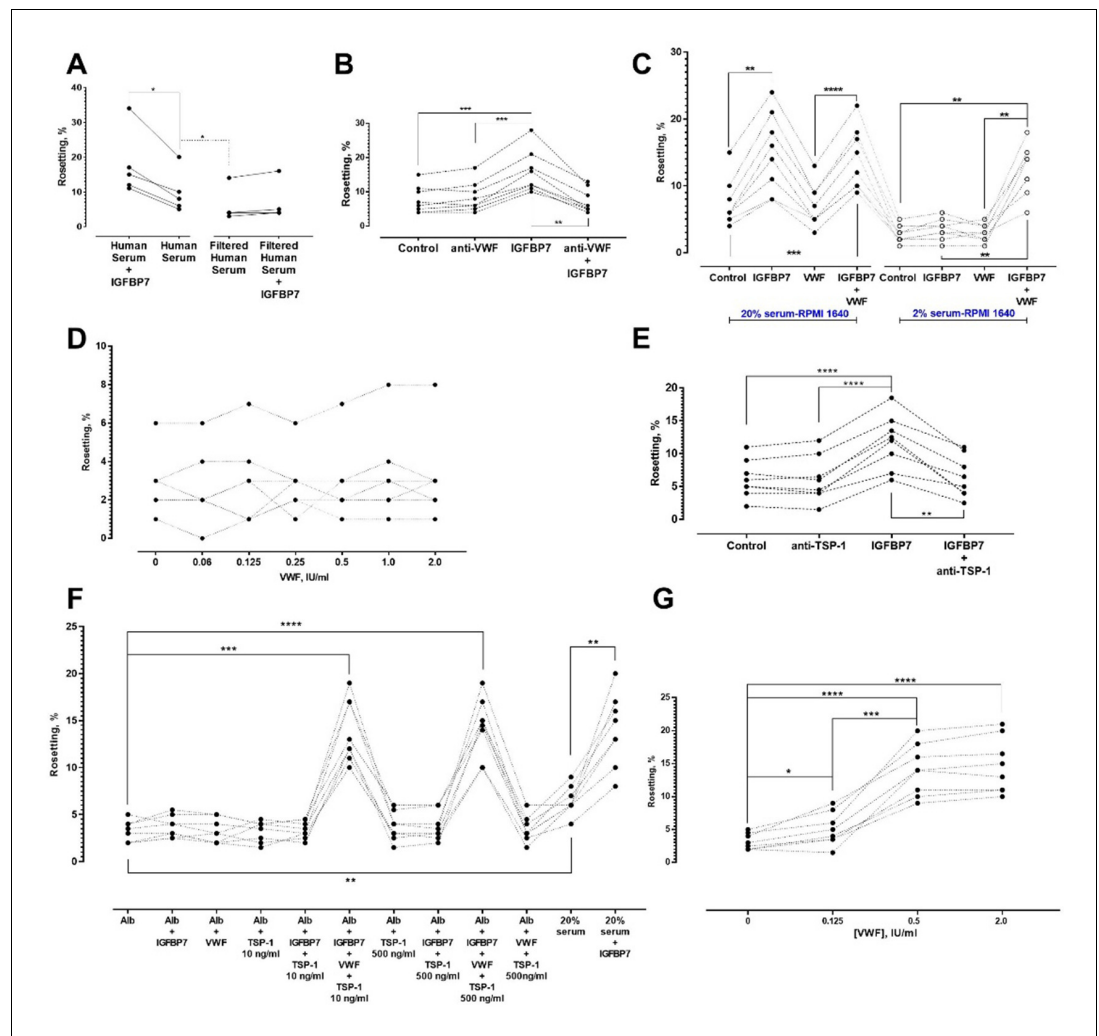 A
Rosetting, %
40
30
20
10
0
*
*
Human Serum + IGFBP7
Human Serum
Filtered Human Serum
Filtered Human Serum + IGFBP7
B
Rosetting, %
30
20
10
0
***
***
**
Control
anti-VWF
IGFBP7
anti-VWF + IGFBP7
C
Rosetting, %
30
20
10
0
**
****
**
**
***
**
Control
IGFBP7
VWF
IGFBP7 + VWF
Control
IGFBP7
VWF
IGFBP7 + VWF
20% serum-RPMI 1640
2% serum-RPMI 1640
D
Rosetting, %
10
8
6
4
2
0
0
0.06
0.125
0.25
0.5
1.0
2.0
VWF, IU/ml
E
Rosetting, %
20
15
10
5
0
****
****
**
Control
anti-TSP-1
IGFBP7
IGFBP7 + anti-TSP-1
F
Rosetting, %
25
20
15
10
5
0
****
***
**
**
Alb
Alb + IGFBP7
Alb + VWF
Alb + TSP-1 10 ng/ml
Alb + IGFBP7 + TSP-1 10 ng/ml
Alb + IGFBP7 + VWF + TSP-1 10 ng/ml
Alb + TSP-1 500 ng/ml
Alb + IGFBP7 + TSP-1 500 ng/ml
Alb + IGFBP7 + VWF + TSP-1 500 ng/ml
Alb + VWF + TSP-1 500ng/ml
20% serum
20% serum + IGFBP7
G
Rosetting, %
25
20
15
10
5
0
****
****
***
*
0
0.125
0.5
2.0
[VWF], IU/ml